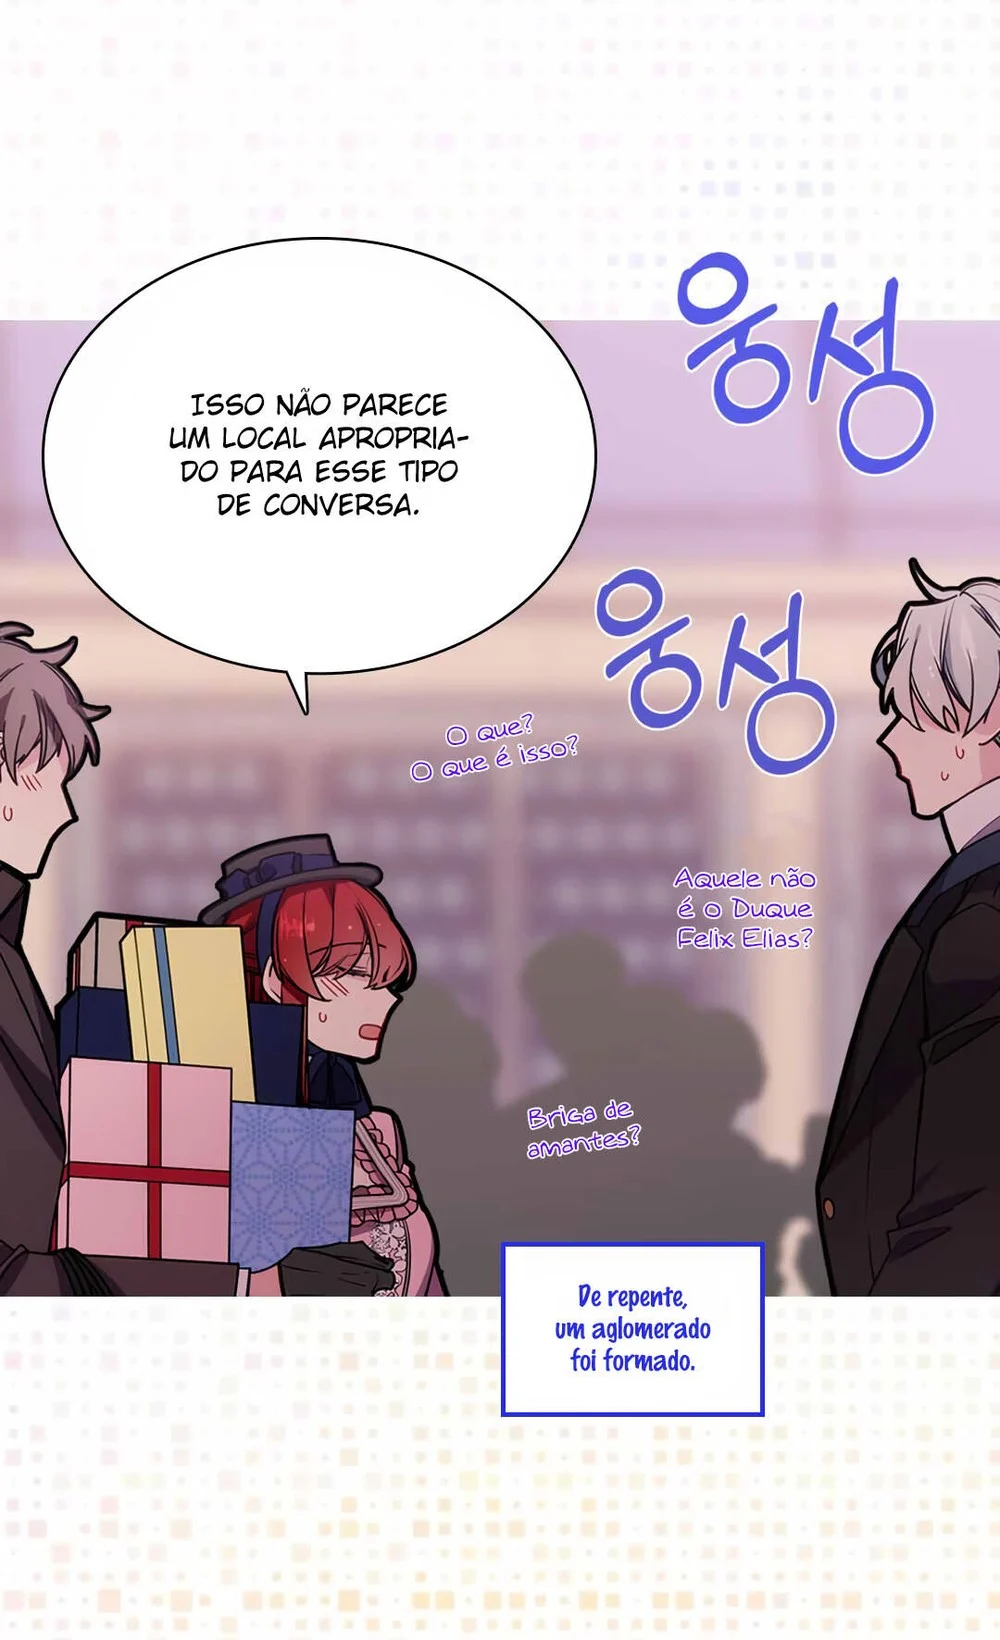 웅성
ISSO NÃO PARECE
UM LOCAL APROPRIA-
DO PARA ESSE TIPO
DE CONVERSA.
웅성
O que?
O que é isso?
Aquele não
é o Duque
Felix Elias?
Briga de
amantes?
De repente,
um aglomerado
foi formado.